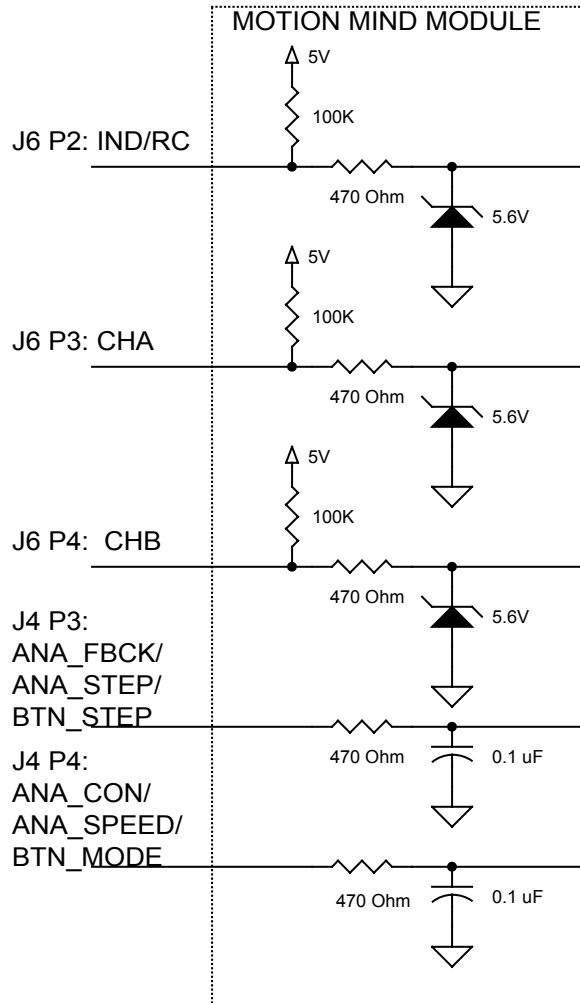 MOTION MIND MODULE
5V
100K
J6 P2: IND/RC
470 Ohm
5.6V
5V
100K
J6 P3: CHA
470 Ohm
5.6V
5V
100K
J6 P4: CHB
470 Ohm
5.6V
J4 P3:
ANA_FBCK/
ANA_STEP/
BTN_STEP
470 Ohm
0.1 uF
J4 P4:
ANA_CON/
ANA_SPEED/
BTN_MODE
470 Ohm
0.1 uF